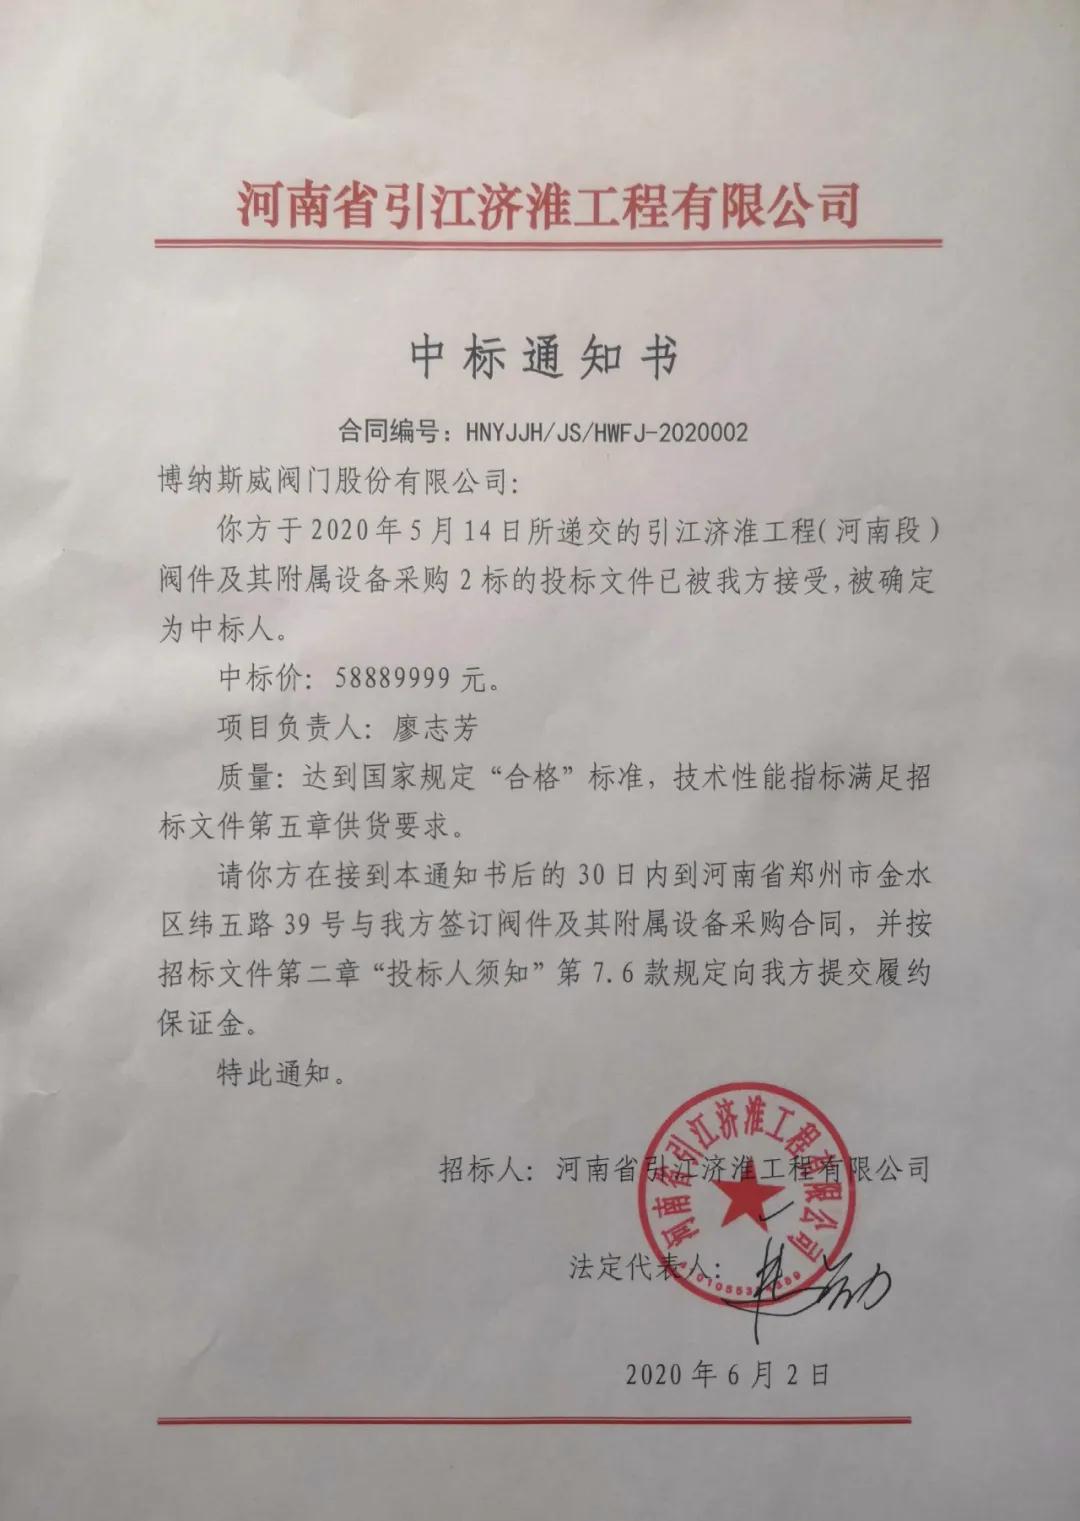 河南省引江济淮工程有限公司
中标通知书
合同编号：HNYJJH/JS/HWFJ-2020002
博纳斯威阀门股份有限公司：
你方于2020年5月14日所递交的引江济淮工程(河南段)
阀件及其附属设备采购2标的投标文件已被我方接受,被确定
为中标人。
中标价：58889999元。
项目负责人：廖志芳
质量：达到国家规定“合格”标准，技术性能指标满足招
标文件第五章供货要求。
请你方在接到本通知书后的30日内到河南省郑州市金水
区纬五路39号与我方签订阀件及其附属设备采购合同，并按
招标文件第二章“投标人须知”第7.6款规定向我方提交履约
保证金。
特此通知。
河南省引江济淮工程有限公司
招标人：河南省引江济淮工程有限公司
法定代表人：
2020年6月2日